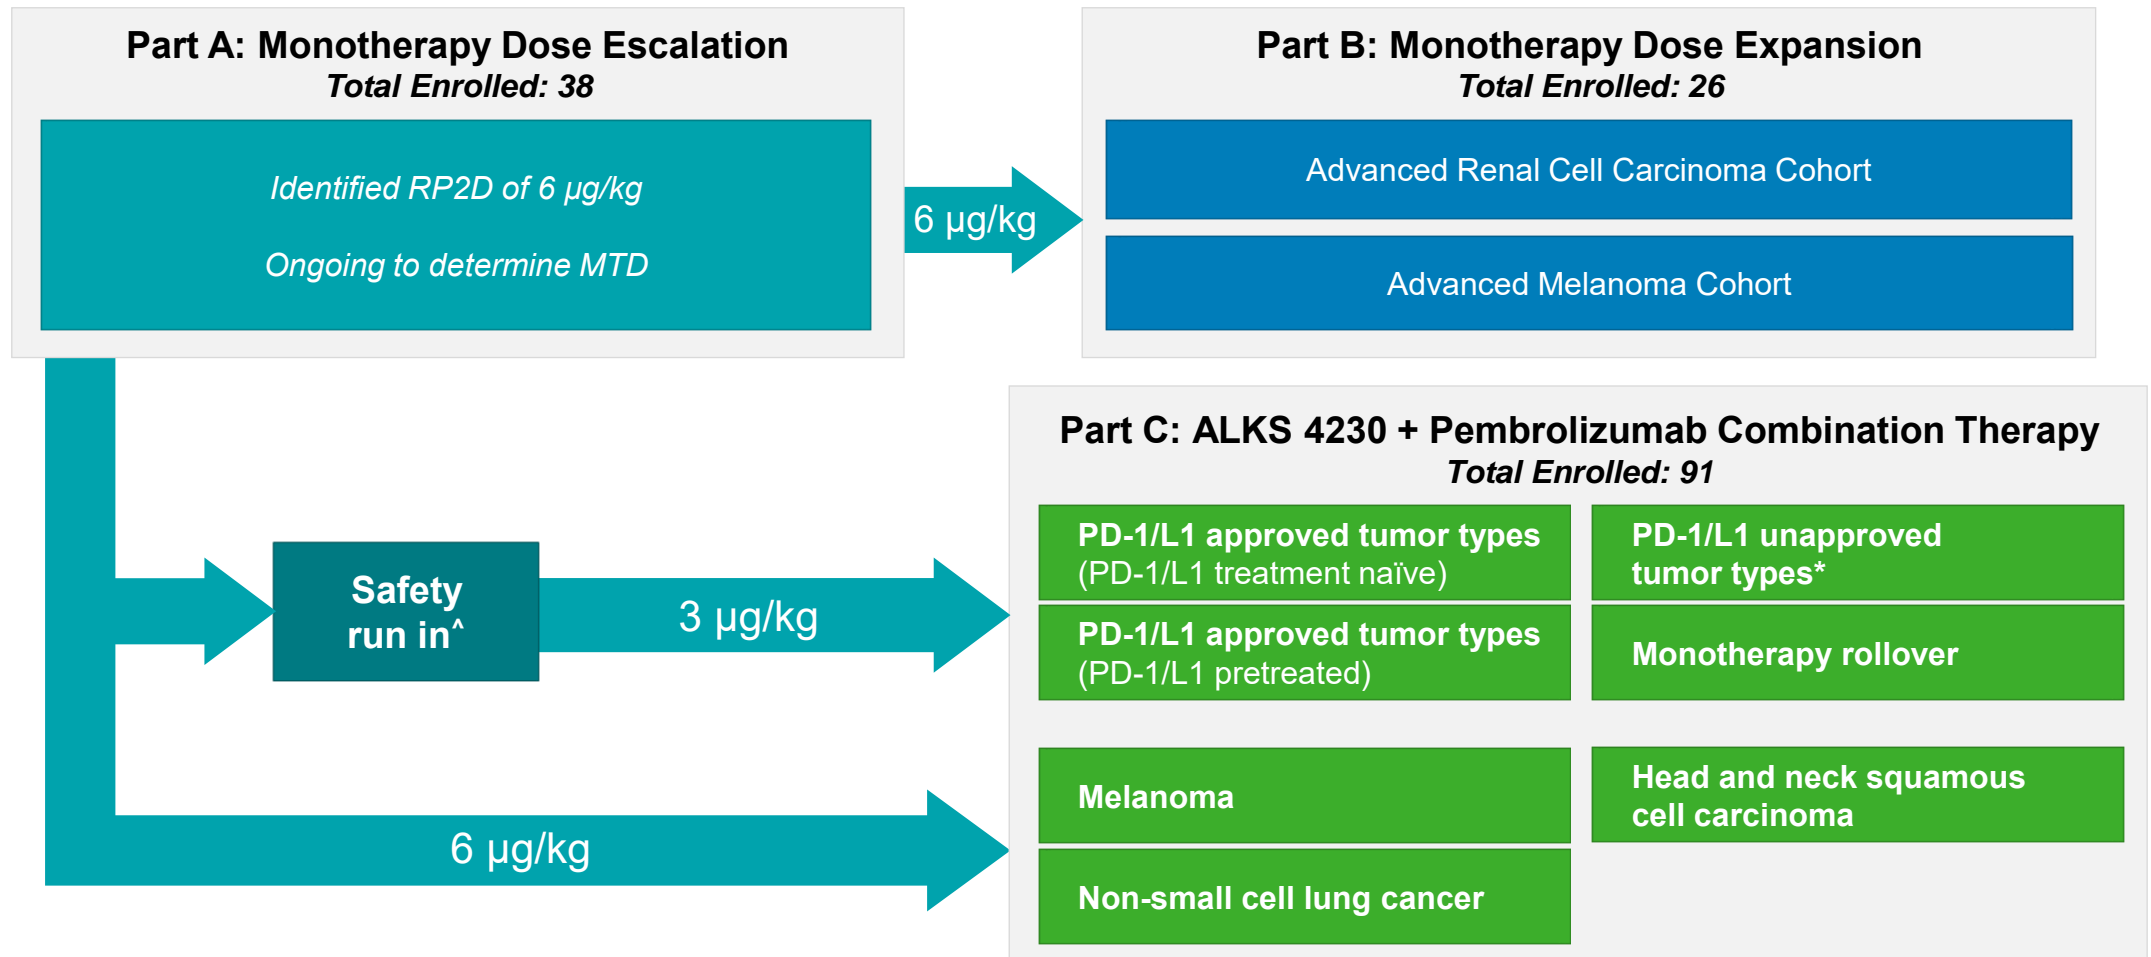 Part A: Monotherapy Dose Escalation
Total Enrolled: 38
Identified RP2D of 6 µg/kg
Ongoing to determine MTD
6 µg/kg
Part B: Monotherapy Dose Expansion
Total Enrolled: 26
Advanced Renal Cell Carcinoma Cohort
Advanced Melanoma Cohort
Safety
run in^
3 µg/kg
6 µg/kg
Part C: ALKS 4230 + Pembrolizumab Combination Therapy
Total Enrolled: 91
PD-1/L1 approved tumor types
(PD-1/L1 treatment naïve)
PD-1/L1 unapproved
tumor types*
PD-1/L1 approved tumor types
(PD-1/L1 pretreated)
Monotherapy rollover
Melanoma
Head and neck squamous
cell carcinoma
Non-small cell lung cancer